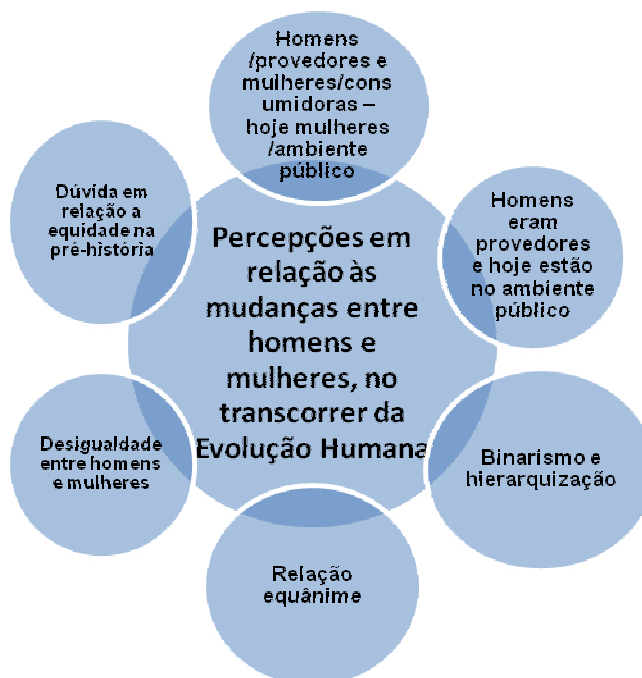 Homens
/provedores e
mulheres/cons
umidoras –
hoje mulheres
/ambiente
público
Homens
eram
provedores
e hoje estão
no ambiente
público
Binarismo e
hierarquização
Relação
equânime
Desigualdade
entre homens
e mulheres
Dúvida em
relação a
equidade na
pré-história
Percepções em
relação às
mudanças entre
homens e
mulheres, no
transcorrer da
Evolução Humana